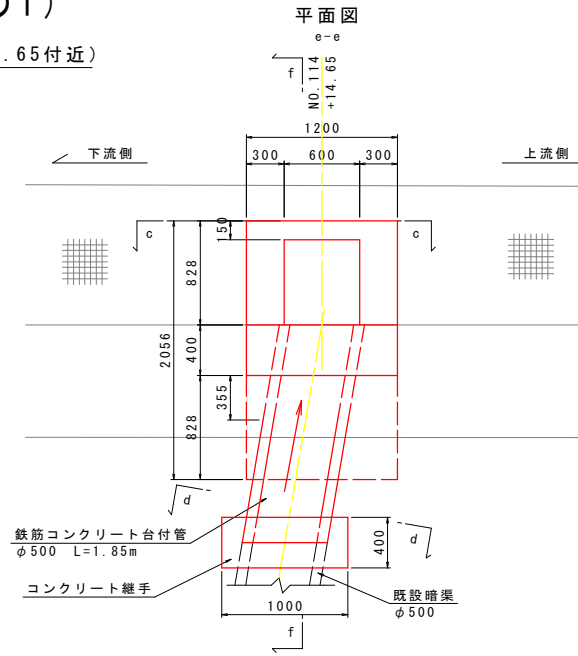 平面図
e-e
.65付近)
f
NO.114
+14.65
1200
下流側
300
600
300
上流側
150
c
c
828
2056
400
355
828
d
鉄筋コンクリート台付管
φ500 L=1.85m
400
d
コンクリート継手
既設暗渠
φ500
1000
f